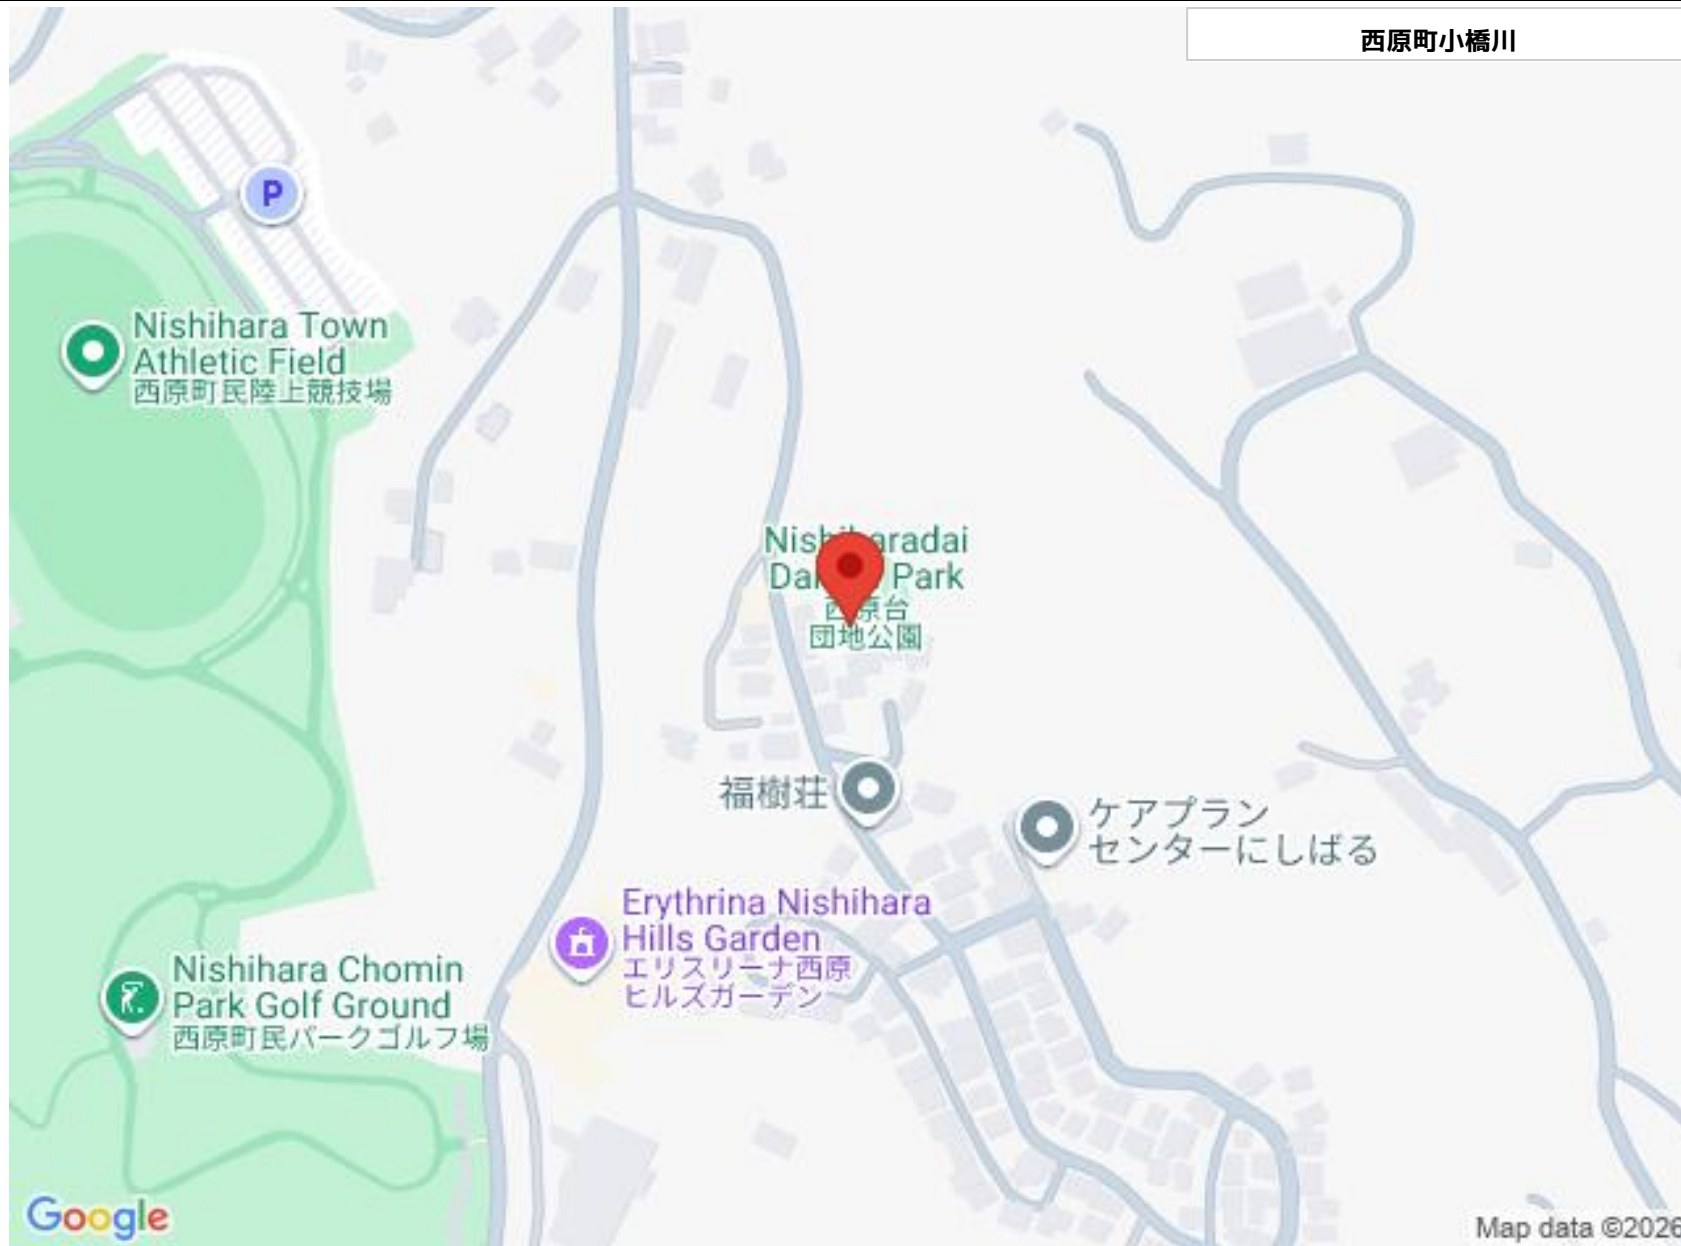 西原町小橋川
P
Nishihara Town
Athletic Field
西原町民陸上競技場
Park
団地公園
福樹荘
ケアプラン
センターにしばる
Erythrina Nishihara
Hills Garden
エリスリーナ西原
ヒルズガーデン
Nishihara Chomin
Park Golf Ground
西原町民パークゴルフ場
Google
Map data ©2026